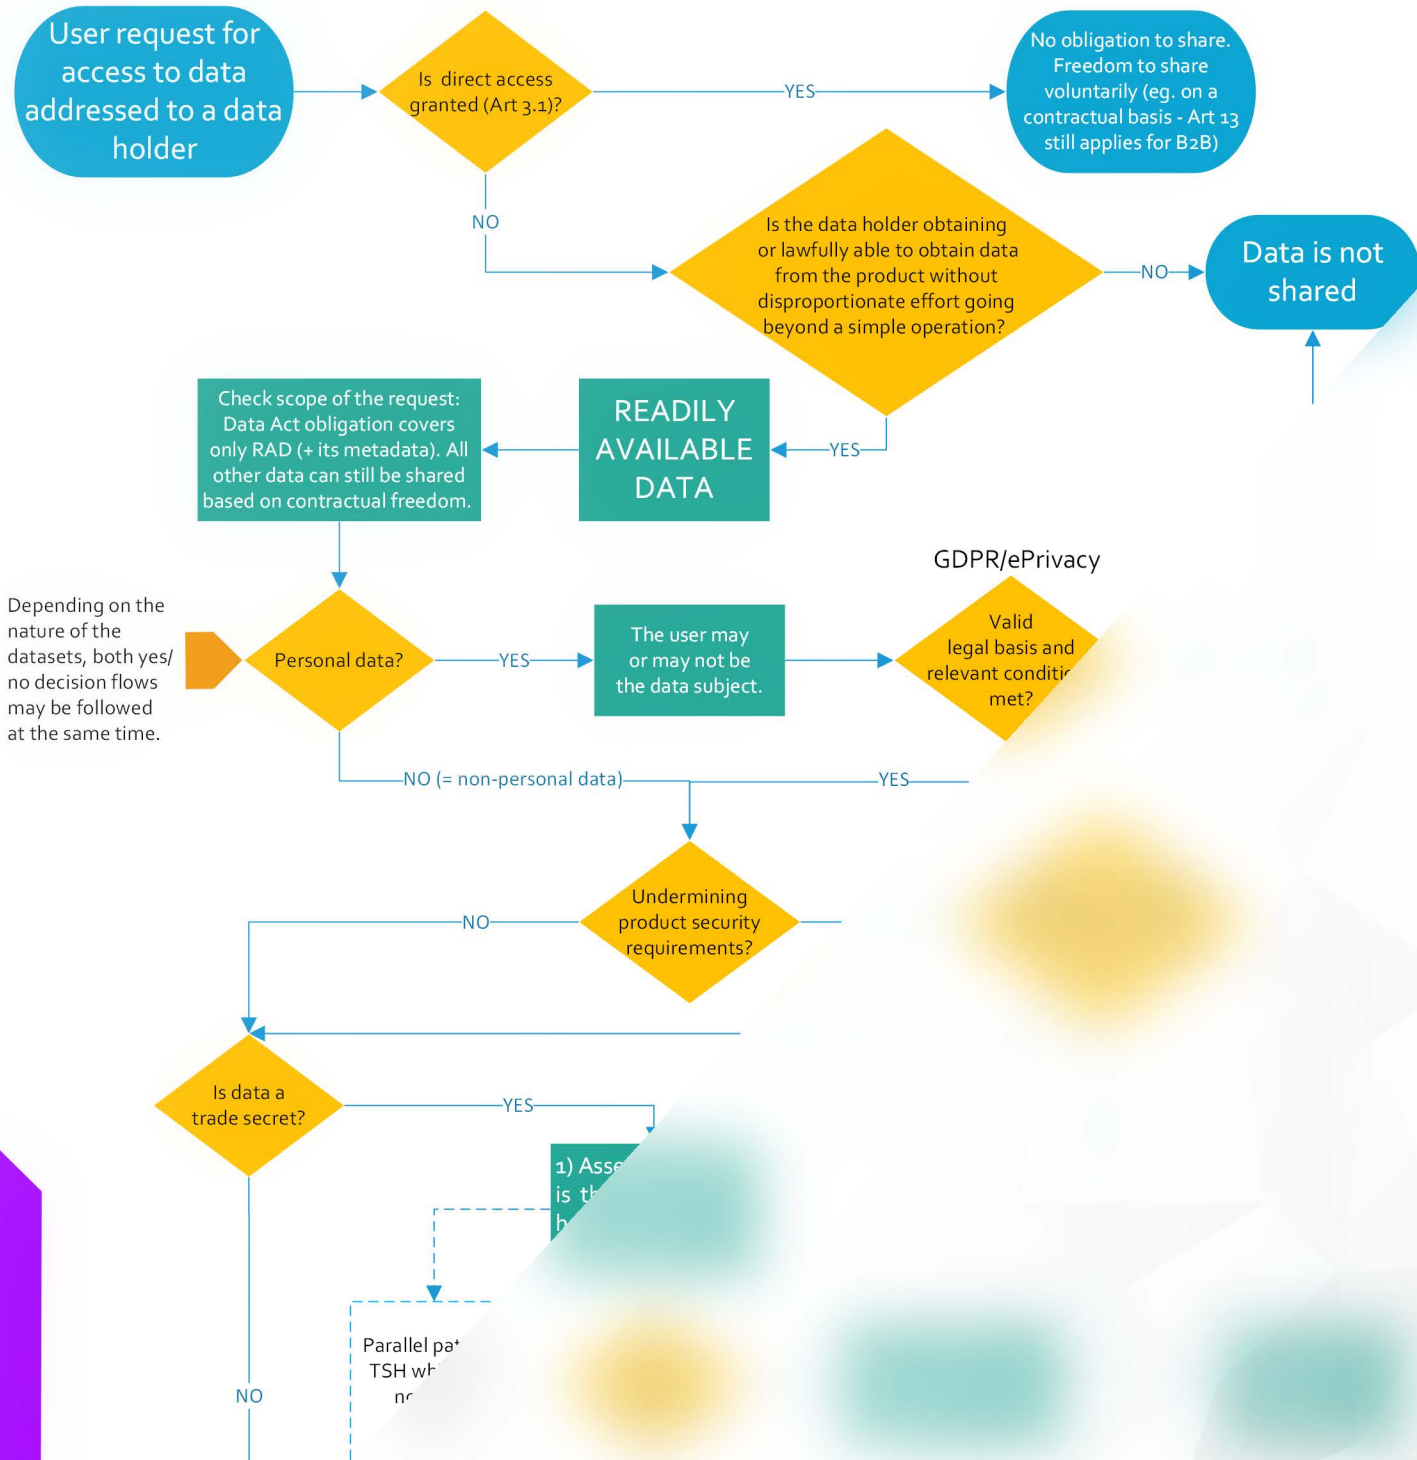 User request for
access to data
addressed to a data
holder
Is direct access
granted (Art 3.1)?
YES
No obligation to share.
Freedom to share
voluntarily (eg. on a
contractual basis - Art 13
still applies for B2B)
NO
Is the data holder obtaining
or lawfully able to obtain data
from the product without
disproportionate effort going
beyond a simple operation?
NO
Data is not
shared
YES
READILY
AVAILABLE
DATA
Check scope of the request:
Data Act obligation covers
only RAD (+ its metadata). All
other data can still be shared
based on contractual freedom.
Depending on the
nature of the
datasets, both yes/
no decision flows
may be followed
at the same time.
Personal data?
YES
The user may
or may not be
the data subject.
GDPR/ePrivacy
Valid
legal basis and
relevant
met?
NO (= non-personal data)
YES
Undermining
product security
requirements?
NO
Is data a
trade secret?
YES
1)
is
NO
Parallel
TSH